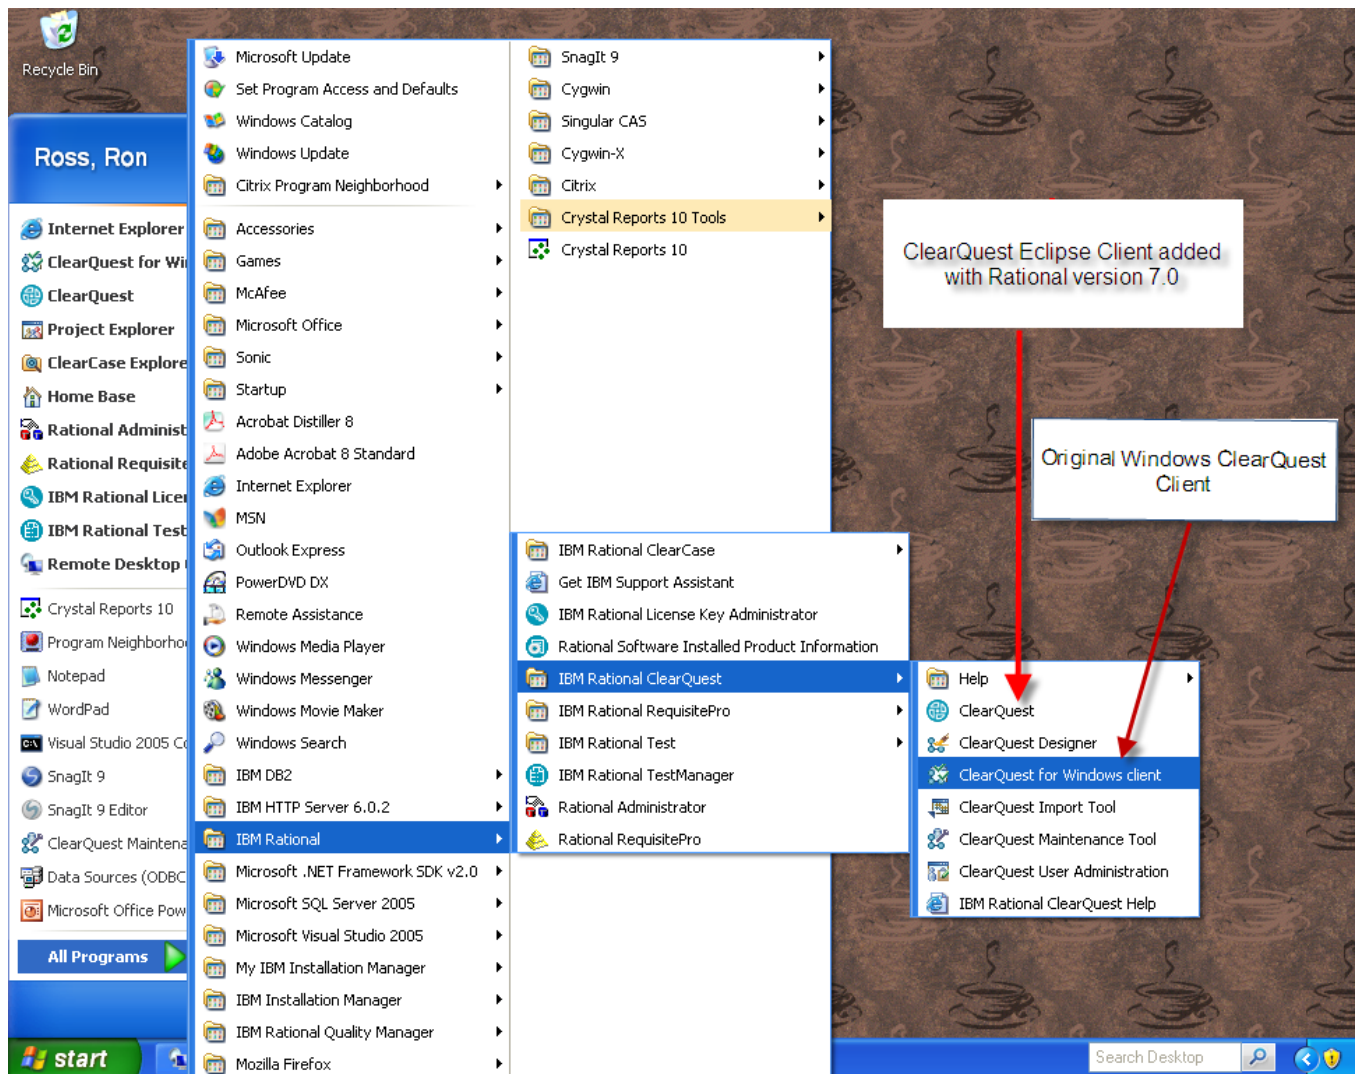 Recycle Bin
Ross, Ron
Internet Explorer
ClearQuest for Wi
ClearQuest
Project Explorer
ClearCase Explore
Home Base
Rational Administ
Rational Requisite
IBM Rational Licen
IBM Rational Test
Remote Desktop
Crystal Reports 10
Program Neighborho
Notepad
WordPad
Visual Studio 2005 Co
SnagIt 9
SnagIt 9 Editor
ClearQuest Maintena
Data Sources (ODBC
Microsoft Office Pow
All Programs
start
Microsoft Update
Set Program Access and Defaults
Windows Catalog
Windows Update
Citrix Program Neighborhood
Accessories
Games
McAfee
Microsoft Office
Sonic
Startup
Acrobat Distiller 8
Adobe Acrobat 8 Standard
Internet Explorer
MSN
Outlook Express
PowerDVD DX
Remote Assistance
Windows Media Player
Windows Messenger
Windows Movie Maker
Windows Search
IBM DB2
IBM HTTP Server 6.0.2
IBM Rational
Microsoft .NET Framework SDK v2.0
Microsoft SQL Server 2005
Microsoft Visual Studio 2005
My IBM Installation Manager
IBM Installation Manager
IBM Rational Quality Manager
Mozilla Firefox
SnagIt 9
Cygwin
Singular CAS
Cygwin-X
Citrix
Crystal Reports 10 Tools
Crystal Reports 10
IBM Rational ClearCase
Get IBM Support Assistant
IBM Rational License Key Administrator
Rational Software Installed Product Information
IBM Rational ClearQuest
IBM Rational RequisitePro
IBM Rational Test
IBM Rational TestManager
Rational Administrator
Rational RequisitePro
Help
ClearQuest
ClearQuest Designer
ClearQuest for Windows client
ClearQuest Import Tool
ClearQuest Maintenance Tool
ClearQuest User Administration
IBM Rational ClearQuest Help
ClearQuest Eclipse Client added
with Rational version 7.0
Original Windows ClearQuest
Client
Search Desktop